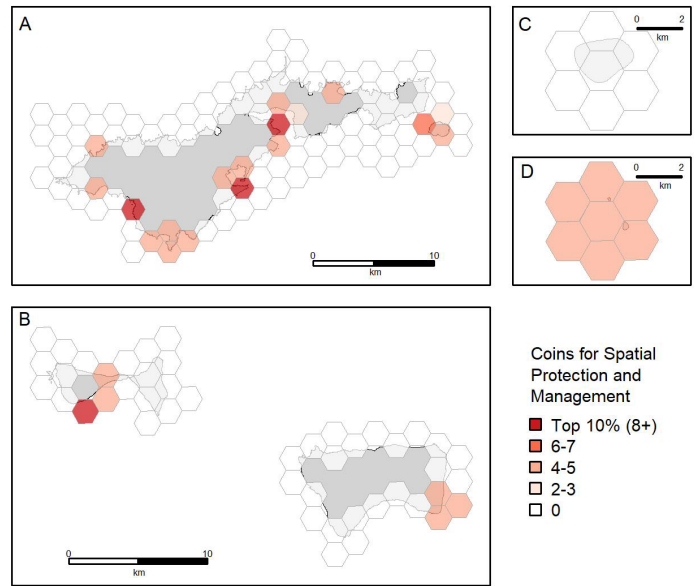 A
0 10
km
B
0 10
km
C
0 2
km
D
0 2
km
Coins for Spatial
Protection and
Management
Top 10% (8+)
6-7
4-5
2-3
0